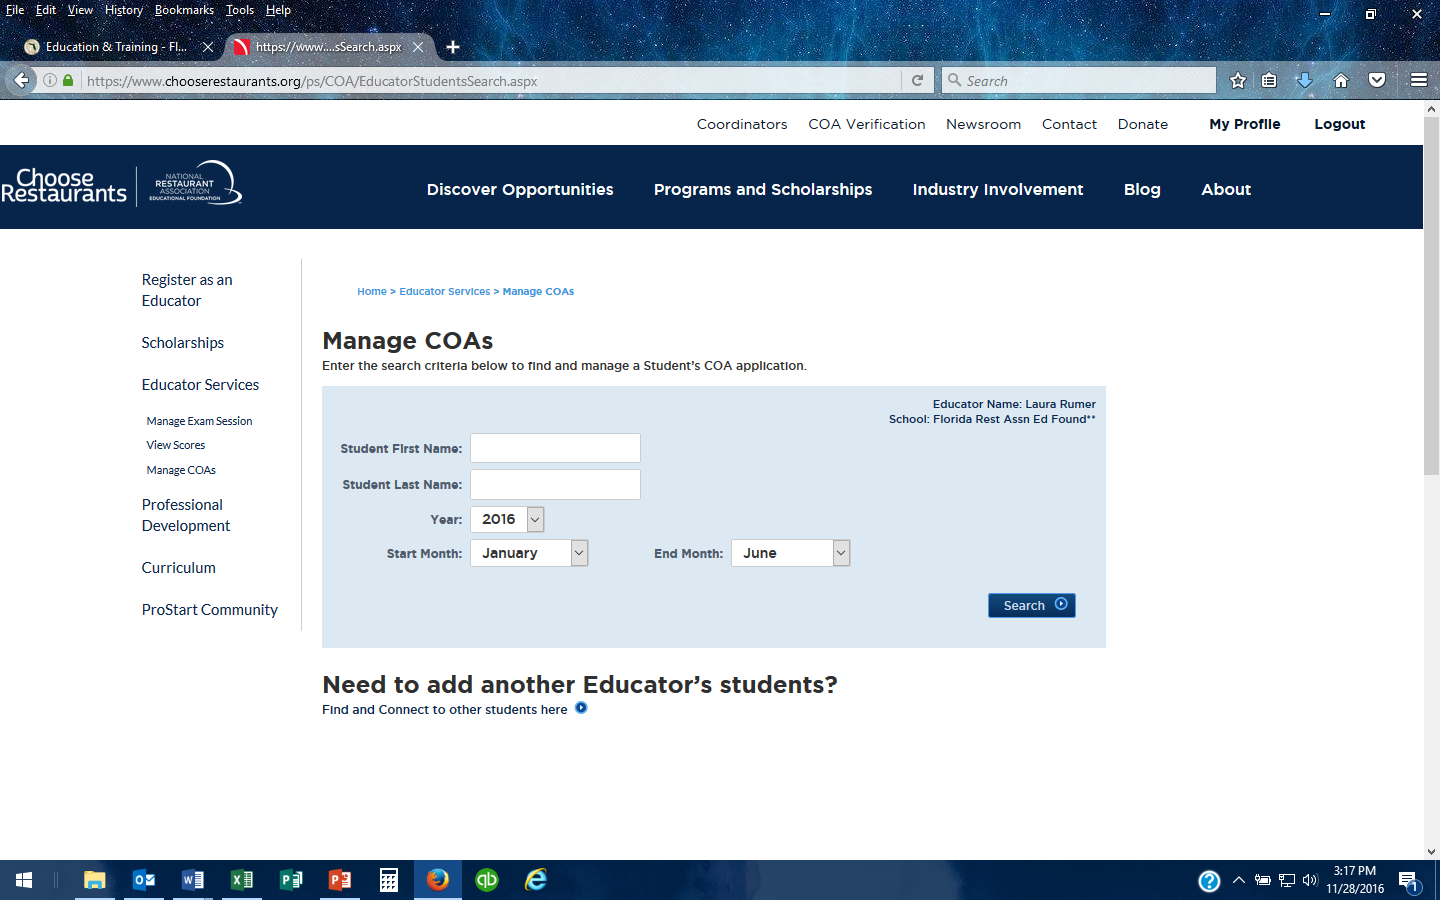 File Edit View History Bookmarks Tools Help
Education & Training - Fl...
https://www....sSearch.aspx
https://www.chooserestaurants.org/ps/COA/EducatorStudentsSearch.aspx
Search
Coordinators COA Verification Newsroom Contact Donate My Profile Logout
Choose
Restaurants
NATIONAL
RESTAURANT
ASSOCIATION
EDUCATIONAL FOUNDATION
Discover Opportunities Programs and Scholarships Industry Involvement Blog About
Register as an
Educator
Scholarships
Educator Services
Manage Exam Session
View Scores
Manage COAs
Professional
Development
Curriculum
ProStart Community
Home > Educator Services > Manage COAs
Manage COAs
Enter the search criteria below to find and manage a Student's COA application.
Educator Name: Laura Rumer
School: Florida Rest Assn Ed Found**
Student First Name:
Student Last Name:
Year: 2016
Start Month: January End Month: June
Search
Need to add another Educator's students?
Find and Connect to other students here
3:17 PM
11/28/2016
1